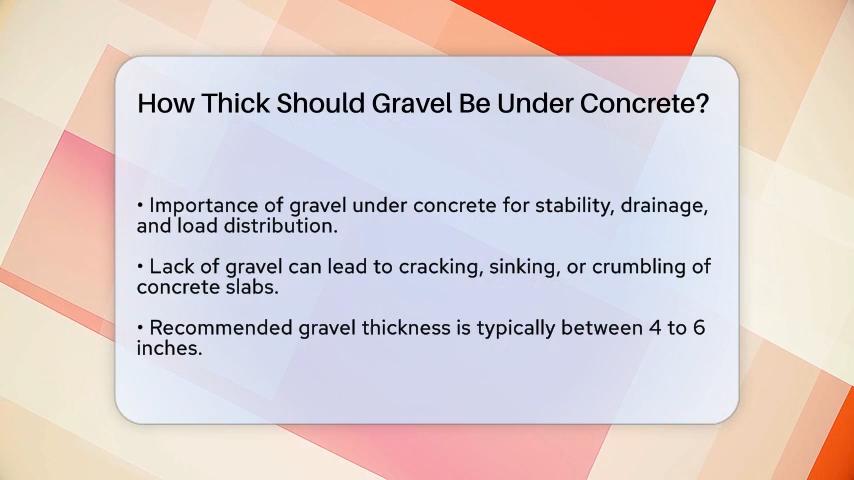 How Thick Should Gravel Be Under Concrete?
• Importance of gravel under concrete for stability, drainage,
and load distribution.
• Lack of gravel can lead to cracking, sinking, or crumbling of
concrete slabs.
• Recommended gravel thickness is typically between 4 to 6
inches.